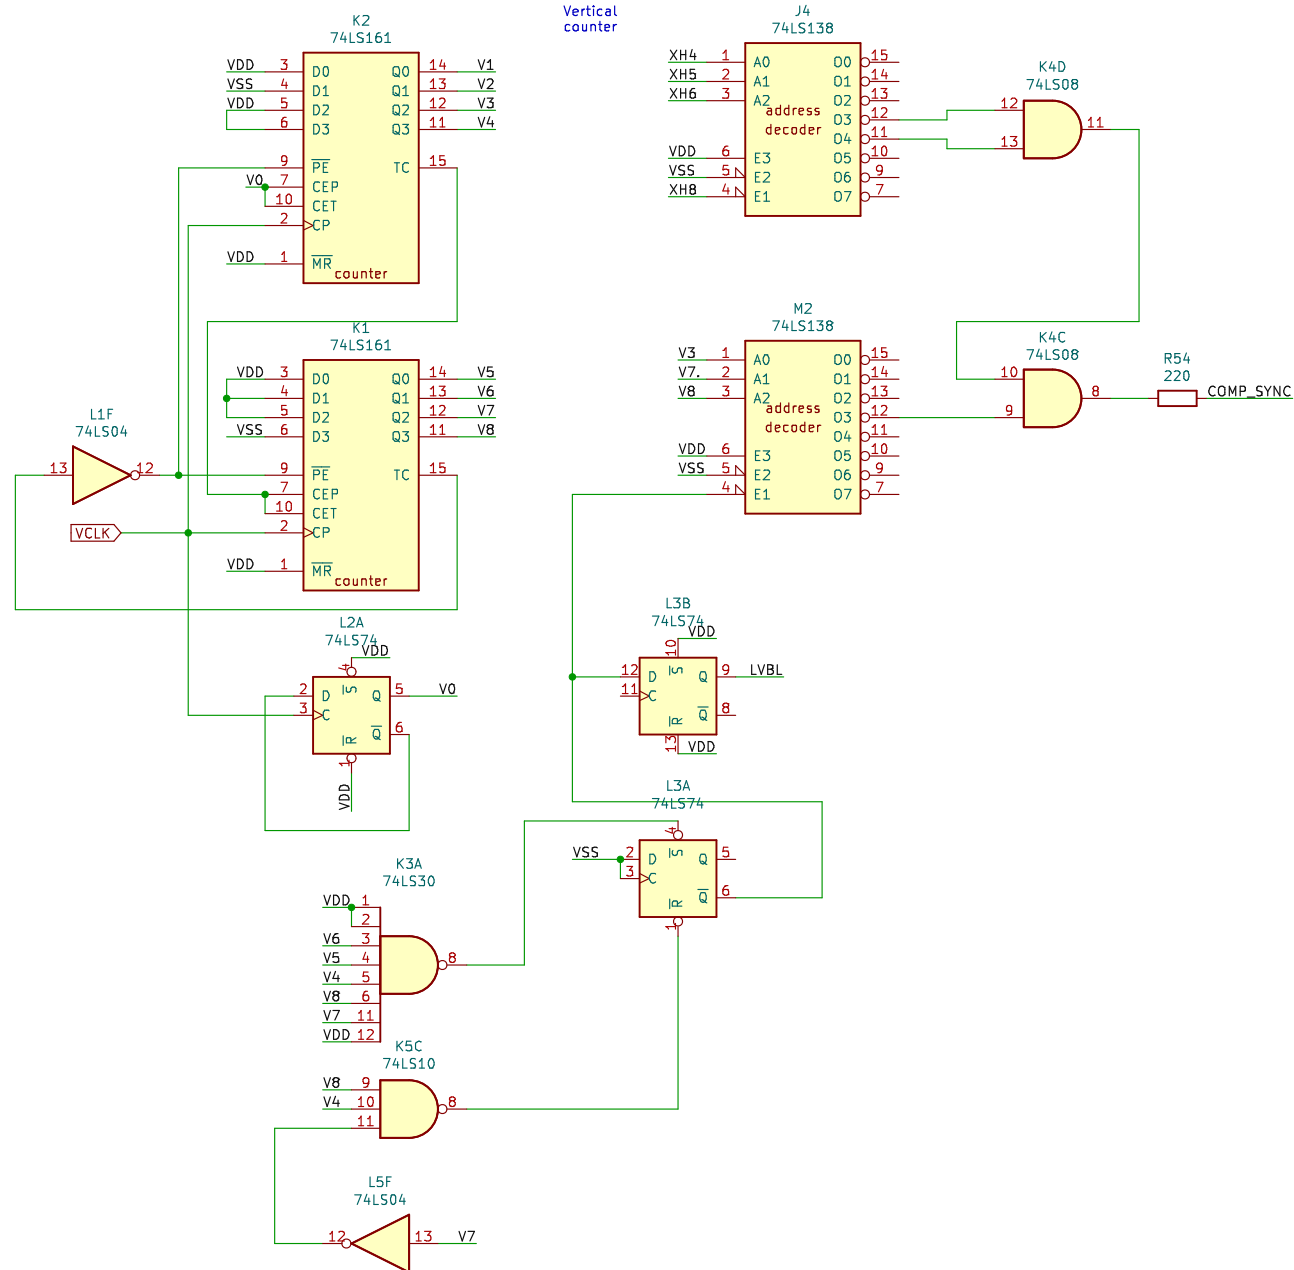 Vertical
counter
K2
74LS161
VDD 3 D0 Q0 14 V1
VSS 4 D1 Q1 13 V2
VDD 5 D2 Q2 12 V3
6 D3 Q3 11 V4
9 PE TC 15
V0 7 CEP
10 CET
2 CP
VDD 1 MR
counter
K1
74LS161
VDD 3 D0 Q0 14 V5
4 D1 Q1 13 V6
5 D2 Q2 12 V7
VSS 6 D3 Q3 11 V8
9 PE TC 15
7 CEP
10 CET
2 CP
VDD 1 MR
counter
L1F
74LS04
13 12
VCLK
L2A
74LS74
VDD
4
S
2 D Q 5 V0
3 C
Q 6
R
1
VDD
J4
74LS138
XH4 1 A0 O0 15
XH5 2 A1 O1 14
XH6 3 A2 O2 13
address
O3 12
decoder
O4 11
VDD 6 E3 O5 10
VSS 5 E2 O6 9
XH8 4 E1 O7 7
K4D
74LS08
12
13
11
M2
74LS138
V3 1 A0 O0 15
V7. 2 A1 O1 14
V8 3 A2 O2 13
address
O3 12
decoder
O4 11
VDD 6 E3 O5 10
VSS 5 E2 O6 9
4 E1 O7 7
K4C
74LS08
10
9
8
R54
220
COMP_SYNC
L3B
74LS74
VDD
10
S
12 D Q 9 LVBL
11 C
Q 8
R
13
VDD
L3A
74LS74
4
S
VSS 2 D Q 5
3 C
Q 6
R
1
K3A
74LS30
VDD 1
2
V6 3
V5 4
V4 5
V8 6
V7 11
VDD 12
8
K5C
74LS10
V8 9
V4 10
11
8
L5F
74LS04
12 13 V7